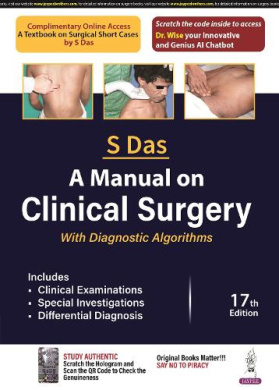 Complimentary Online Access
A Textbook on Surgical Short Cases
by S Das
Scratch the code inside to access
Dr. Wise your Innovative
and Genius AI Chatbot
S Das
A Manual on
Clinical Surgery
With Diagnostic Algorithms
Includes
• Clinical Examinations
• Special Investigations
• Differential Diagnosis
17th
Edition
STUDY AUTHENTIC
Scratch the Hologram and
Scan the QR Code to Check the
Genuineness
Original Books Matter!!!
SAY NO TO PIRACY
JAYPEE